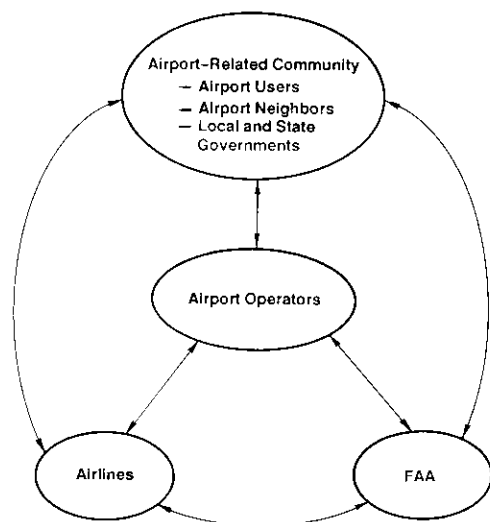 Airport-Related Community
— Airport Users
— Airport Neighbors
— Local and State
Governments
Airport Operators
Airlines
FAA